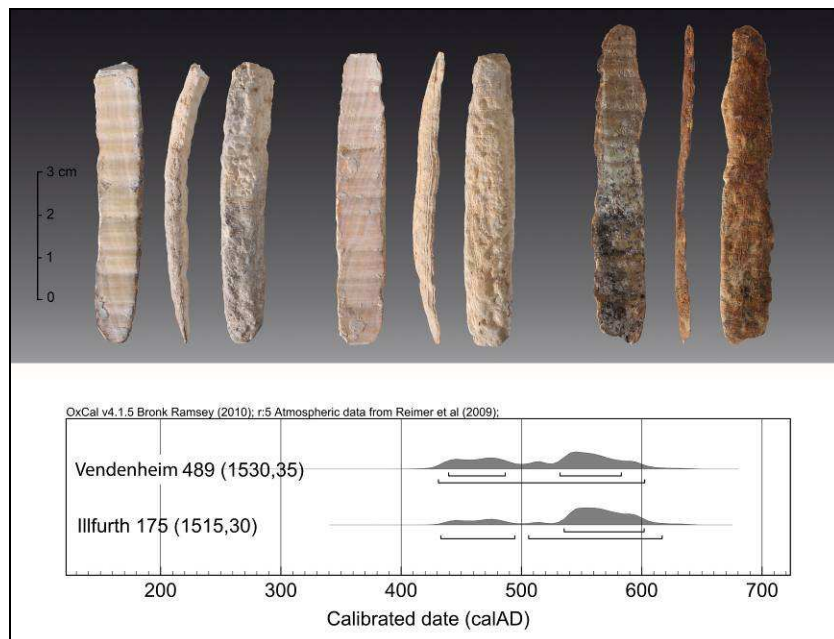 3 cm
2
1
0
OxCal v4.1.5 Bronk Ramsey (2010); r:5 Atmospheric data from Reimer et al (2009);
Vendenheim 489 (1530,35)
Illfurth 175 (1515,30)
200 300 400 500 600 700
Calibrated date (calAD)